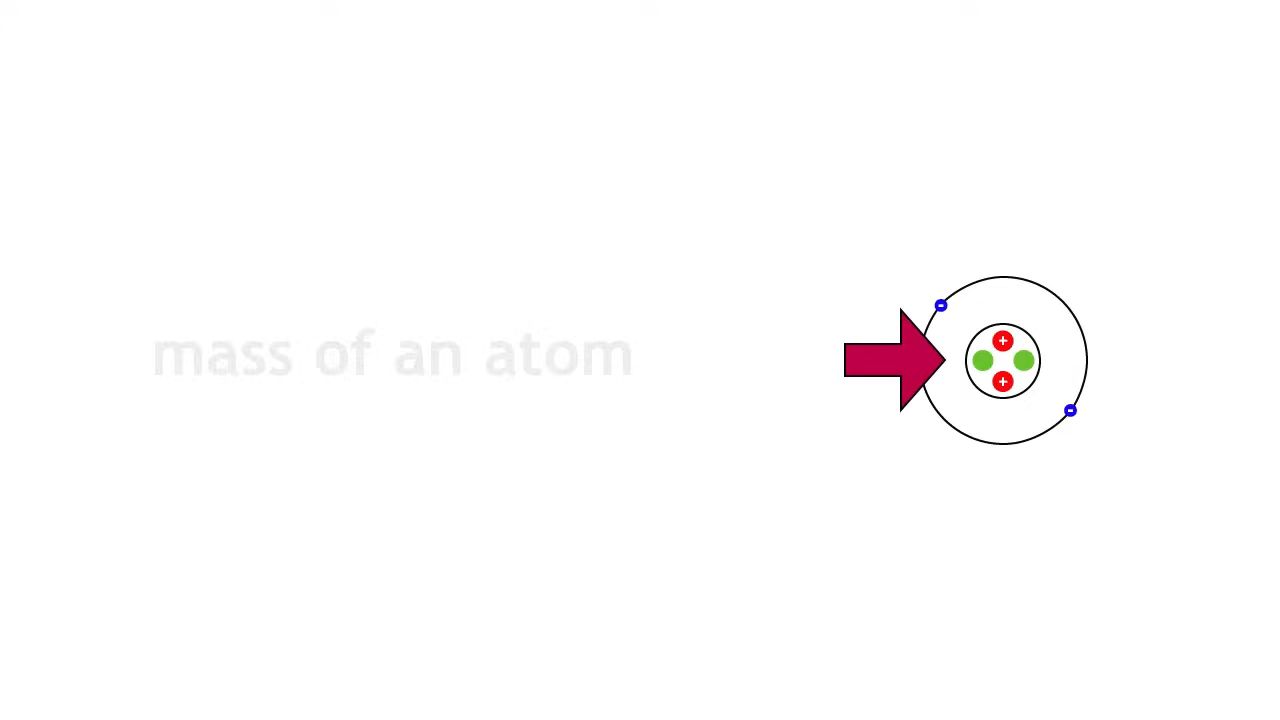 mass of an atom
+
+
-
-